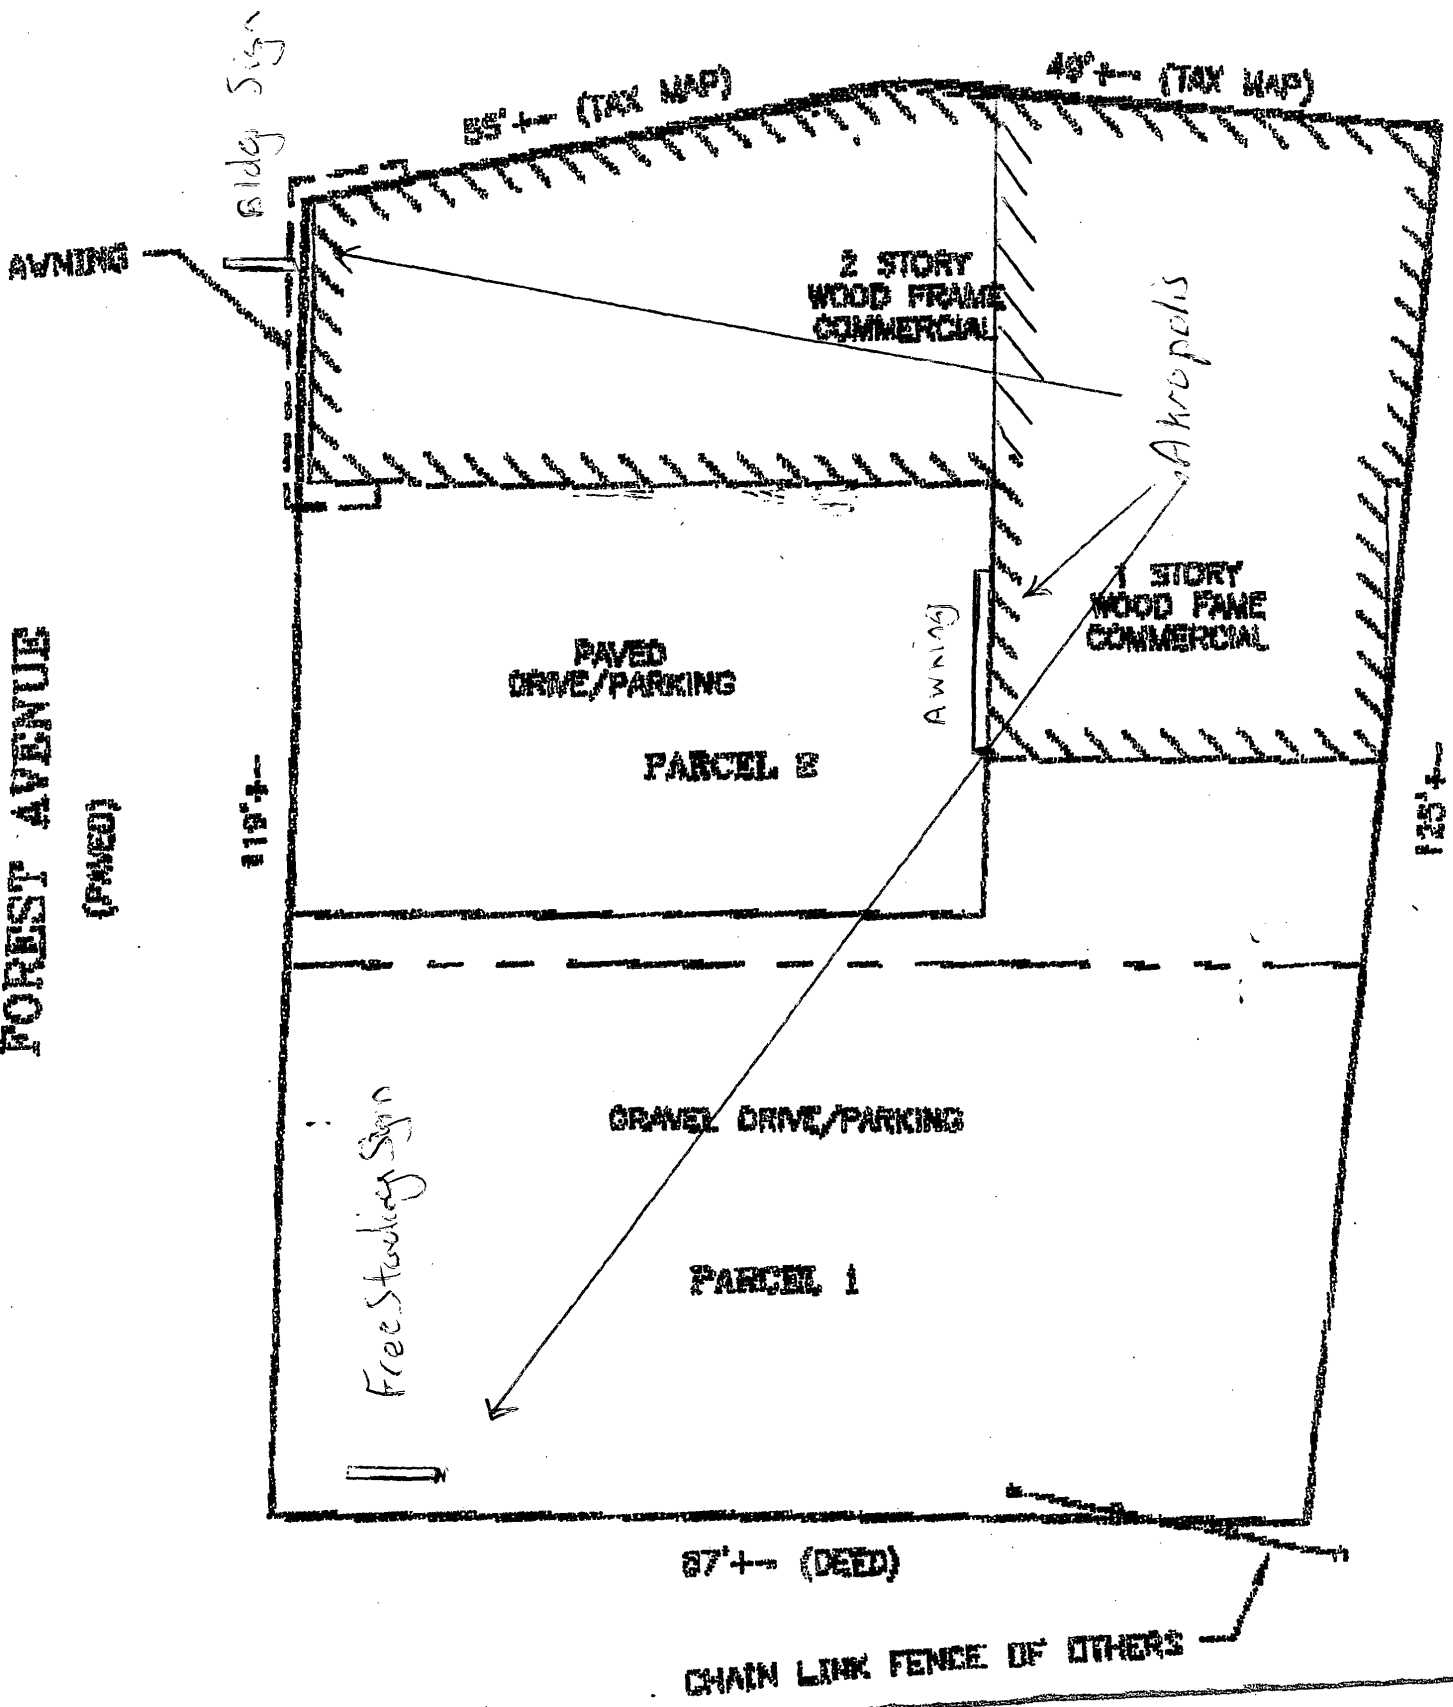 Bldg Sign
55'+- (TAX MAP)
49'+- (TAX MAP)
AWNING
2 STORY
WOOD FRAME
COMMERCIAL
Akropolis
1 STORY
WOOD FAME
COMMERCIAL
Awning
PAVED
DRIVE/PARKING
PARCEL 2
FOREST AVENUE
(PAVED)
119'+-
125'+-
GRAVEL DRIVE/PARKING
Free Standing Sign
PARCEL 1
87'+- (DEED)
CHAIN LINK FENCE OF OTHERS